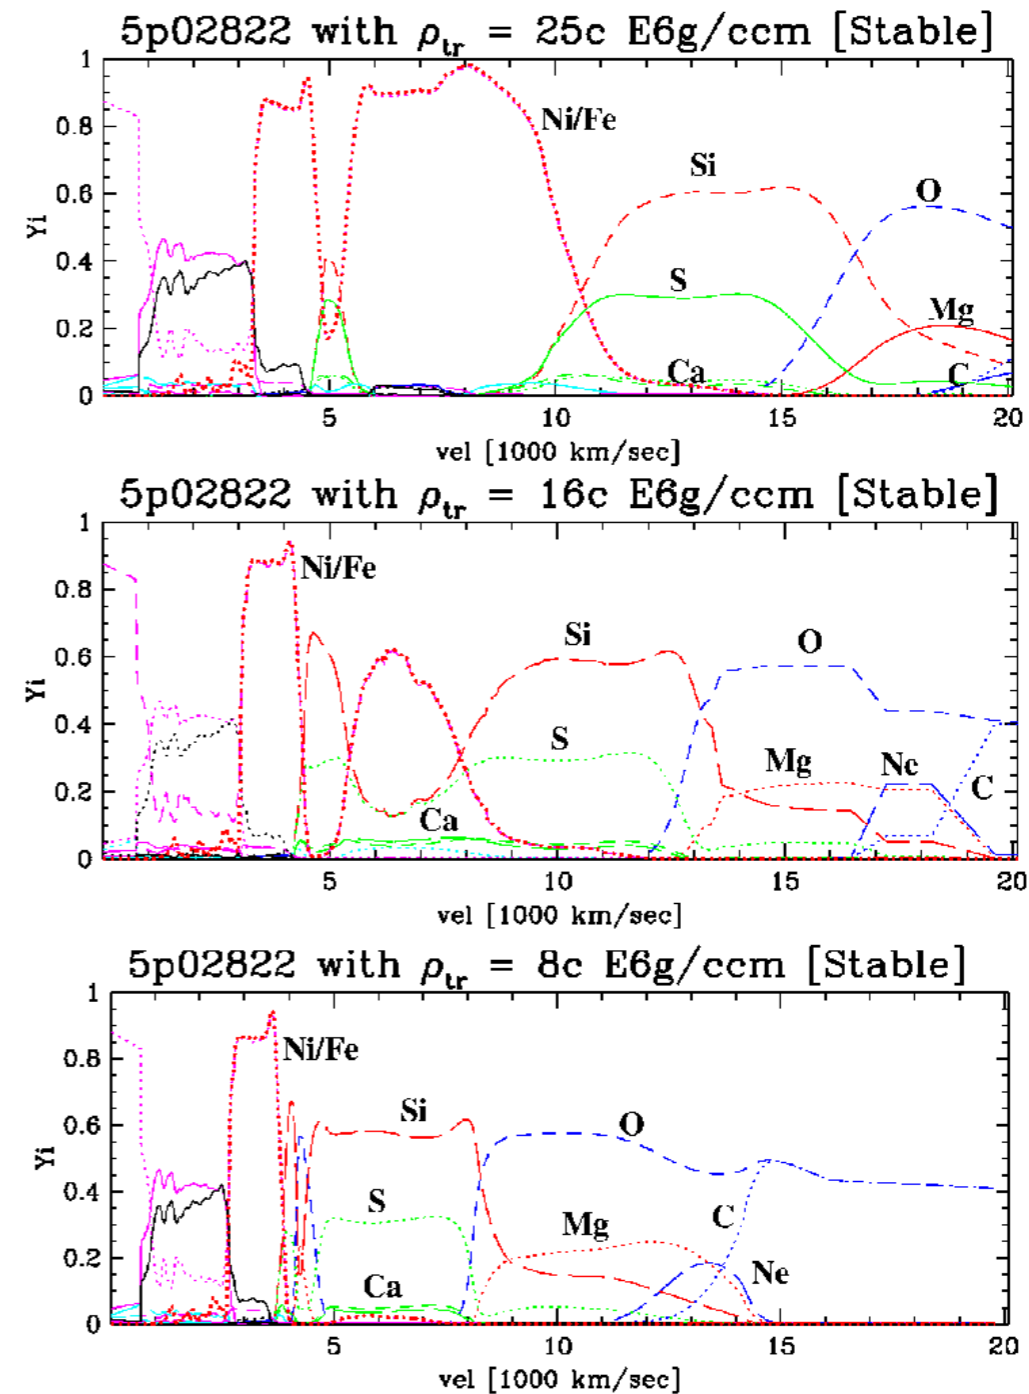 5p02822 with ρtr = 25c E6g/ccm [Stable]
1
0.8
0.6
0.4
0.2
0
Yi
Ni/Fe
Si
O
S
Mg
Ca
C
5 10 15 20
vel [1000 km/sec]
5p02822 with ρtr = 16c E6g/ccm [Stable]
1
0.8
0.6
0.4
0.2
0
Yi
Ni/Fe
Si
O
S
Mg
Ne
C
Ca
5 10 15 20
vel [1000 km/sec]
5p02822 with ρtr = 8c E6g/ccm [Stable]
1
0.8
0.6
0.4
0.2
0
Yi
Ni/Fe
Si
O
S
C
Mg
Ne
Ca
5 10 15 20
vel [1000 km/sec]